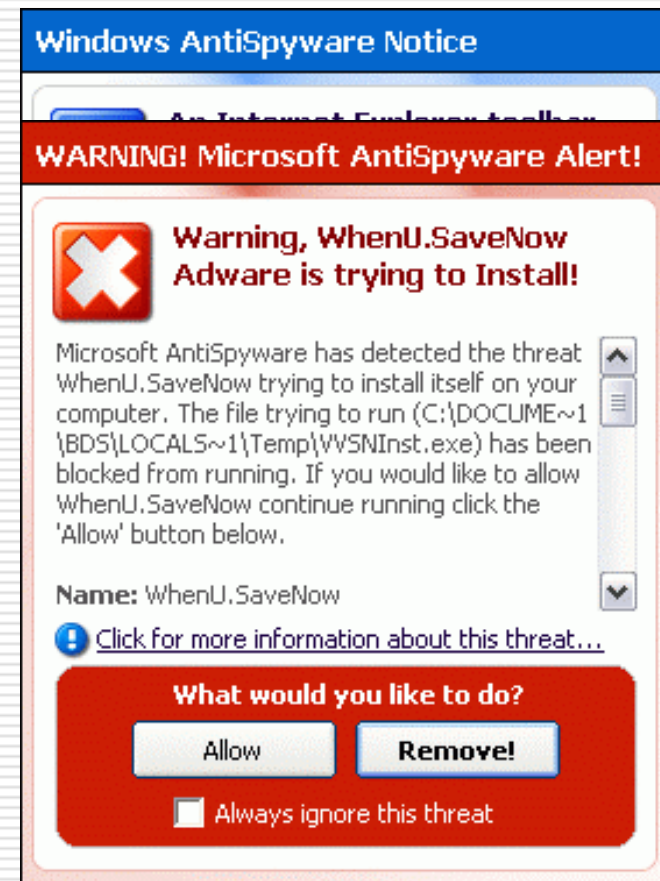 Windows AntiSpyware Notice
An Internet Explorer toolbar
WARNING! Microsoft AntiSpyware Alert!
Warning, WhenU.SaveNow
Adware is trying to Install!
Microsoft AntiSpyware has detected the threat
WhenU.SaveNow trying to install itself on your
computer. The file trying to run (C:\DOCUME~1
\BDS\LOCALS~1\Temp\VVSNInst.exe) has been
blocked from running. If you would like to allow
WhenU.SaveNow continue running click the
'Allow' button below.
Name: WhenU.SaveNow
Click for more information about this threat...
What would you like to do?
Allow
Remove!
Always ignore this threat